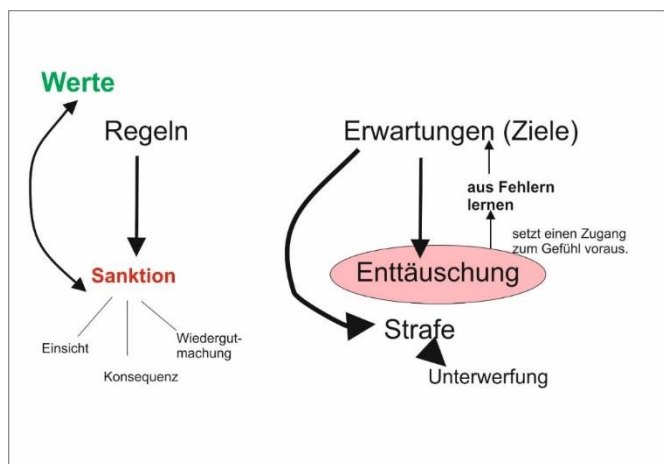 Werte
Regeln
Sanktion
Einsicht
Konsequenz
Wiedergut-
machung
Erwartungen (Ziele)
aus Fehlern
lernen
setzt einen Zugang
zum Gefühl voraus.
Enttäuschung
Strafe
Unterwerfung